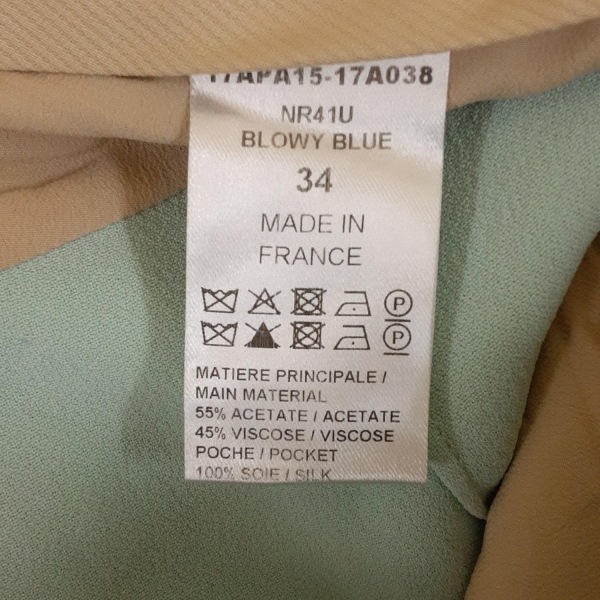 17APA15-17A038
NR41U
BLOWY BLUE
34
MADE IN
FRANCE
P
P
MATIERE PRINCIPALE /
MAIN MATERIAL
55% ACETATE / ACETATE
45% VISCOSE / VISCOSE
POCHE / POCKET
100% SOIE / SILK